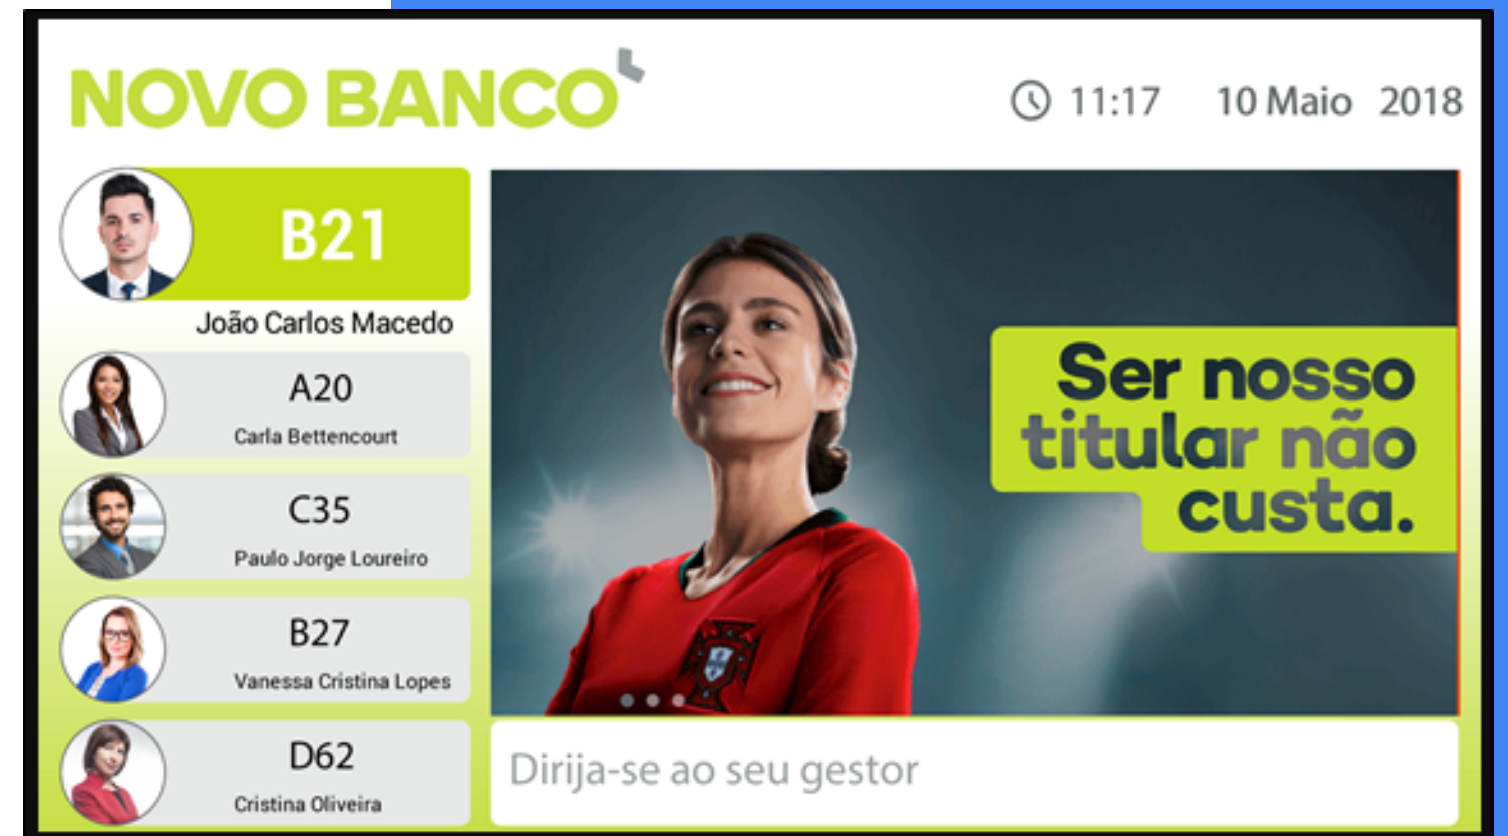 NOVO BANCO
11:17 10 Maio 2018
B21
João Carlos Macedo
A20
Carla Bettencourt
C35
Paulo Jorge Loureiro
B27
Vanessa Cristina Lopes
D62
Cristina Oliveira
Ser nosso
titular não
custa.
Dirija-se ao seu gestor